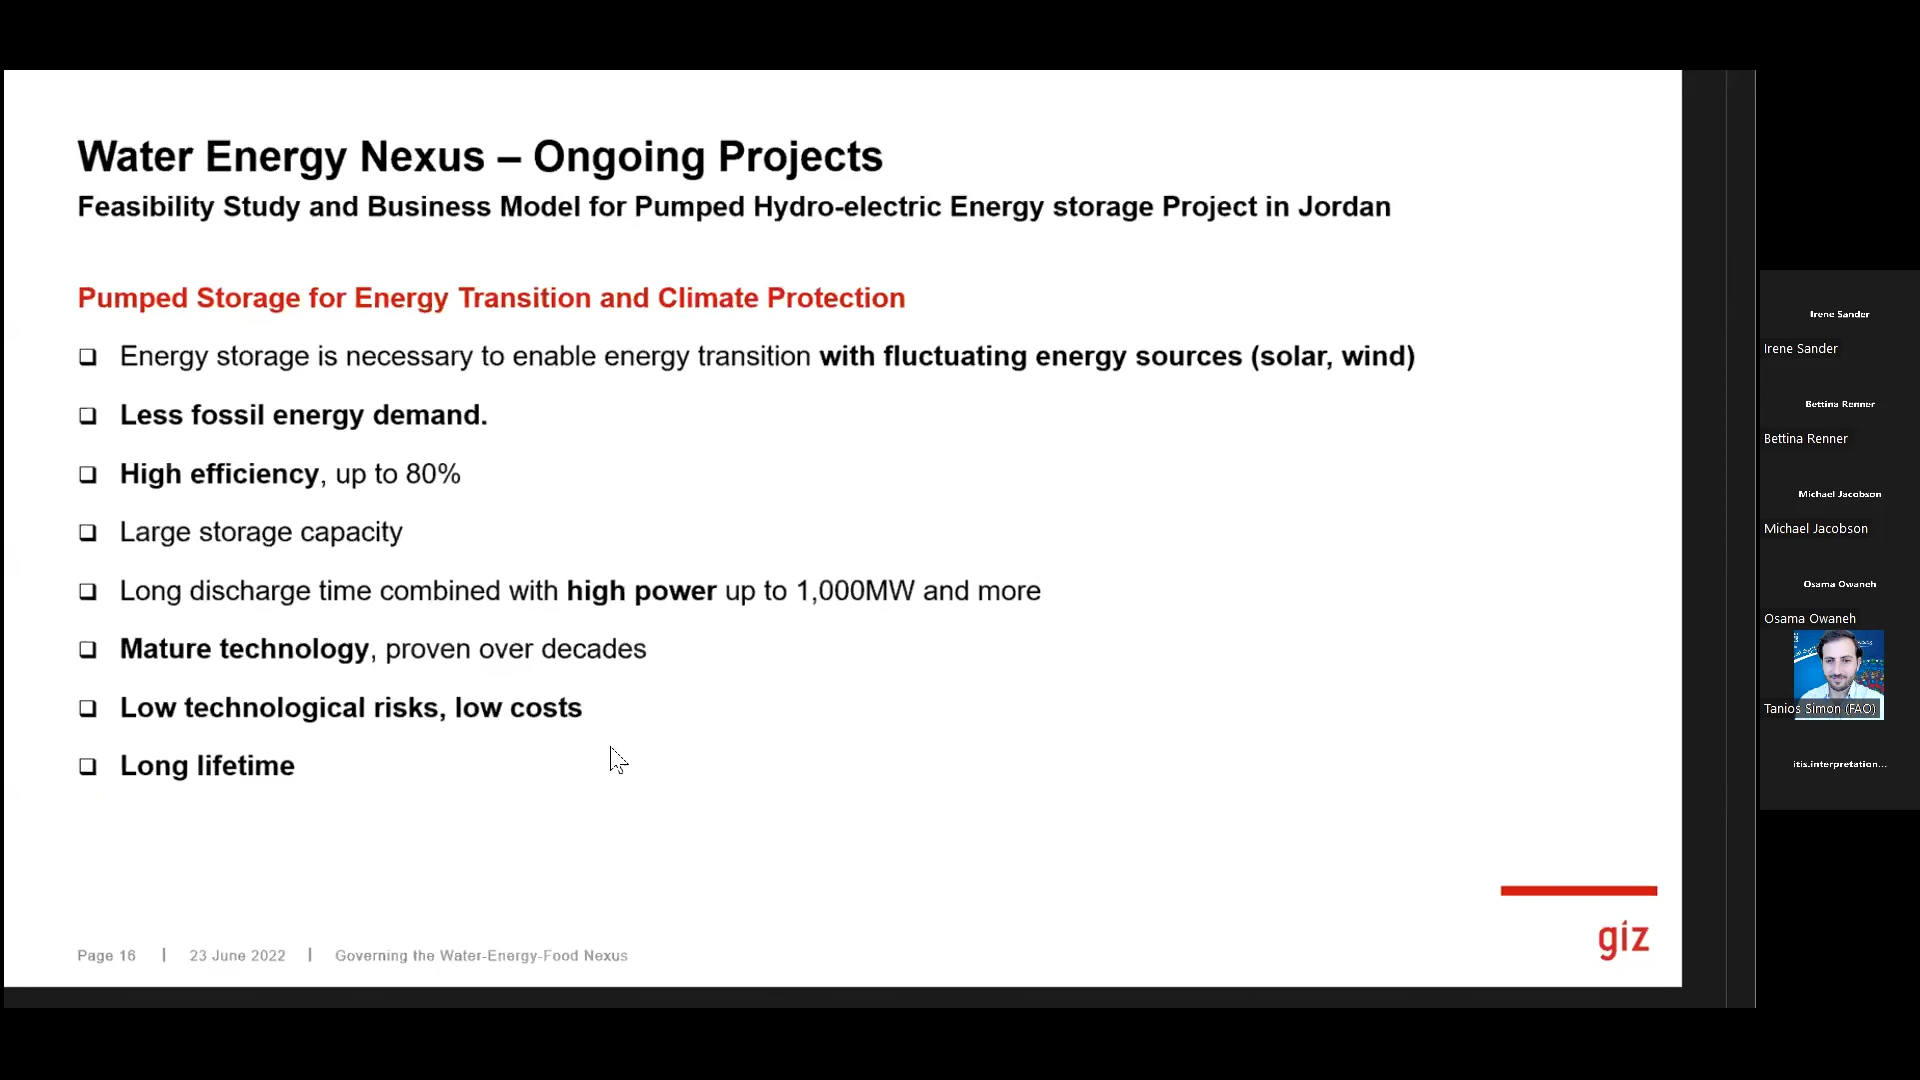 Water Energy Nexus – Ongoing Projects
Feasibility Study and Business Model for Pumped Hydro-electric Energy storage Project in Jordan
Pumped Storage for Energy Transition and Climate Protection
Energy storage is necessary to enable energy transition with fluctuating energy sources (solar, wind)
Less fossil energy demand.
High efficiency, up to 80%
Large storage capacity
Long discharge time combined with high power up to 1,000MW and more
Mature technology, proven over decades
Low technological risks, low costs
Long lifetime
Page 16 | 23 June 2022 | Governing the Water-Energy-Food Nexus
giz
Irene Sander
Irene Sander
Bettina Renner
Bettina Renner
Michael Jacobson
Michael Jacobson
Osama Owaneh
Osama Owaneh
Tanios Simon (FAO)
itis.interpretation...